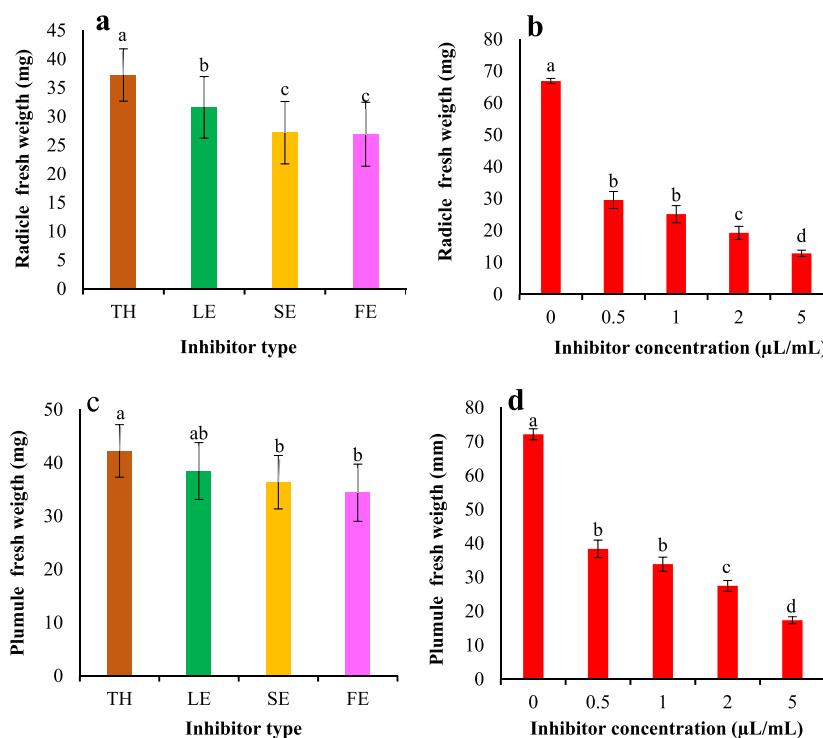 a
Radicle fresh weigth (mg)
45
40
35
30
25
20
15
10
5
0
a
b
c
c
TH LE SE FE
Inhibitor type
b
Radicle fresh weigth (mg)
80
70
60
50
40
30
20
10
0
a
b
b
c
d
0 0.5 1 2 5
Inhibitor concentration (µL/mL)
c
Plumule fresh weigth (mg)
50
40
30
20
10
0
a
ab
b
b
TH LE SE FE
Inhibitor type
d
Plumule fresh weigth (mm)
80
70
60
50
40
30
20
10
0
a
b
b
c
d
0 0.5 1 2 5
Inhibitor concentration (µL/mL)